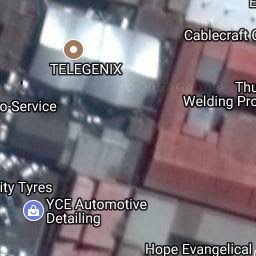 Cablecraft
TELEGENIX
Welding
o-Service
ity Tyres
YCE Automotive
Detailing
Hope Evangelical